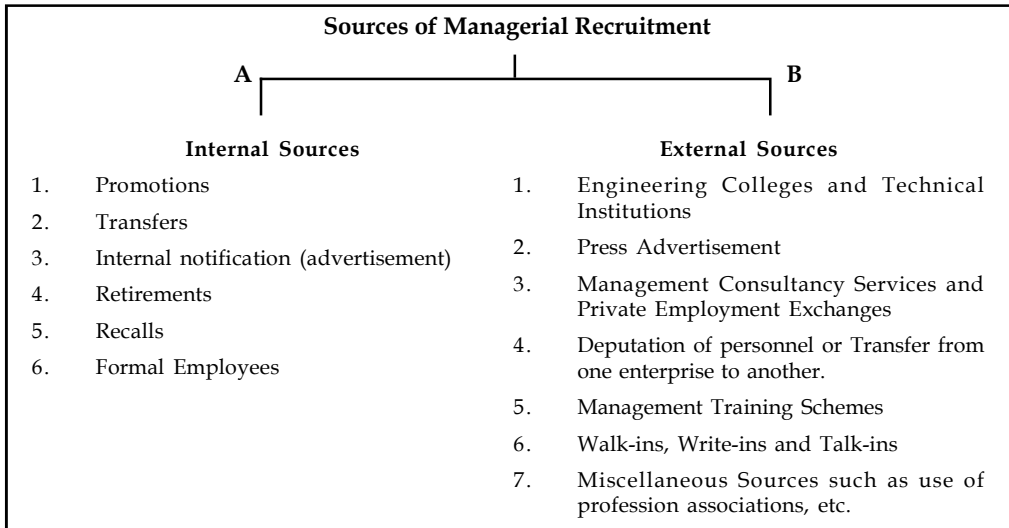 Sources of Managerial Recruitment
A
B
Internal Sources
1. Promotions
2. Transfers
3. Internal notification (advertisement)
4. Retirements
5. Recalls
6. Formal Employees
External Sources
1. Engineering Colleges and Technical
Institutions
2. Press Advertisement
3. Management Consultancy Services and
Private Employment Exchanges
4. Deputation of personnel or Transfer from
one enterprise to another.
5. Management Training Schemes
6. Walk-ins, Write-ins and Talk-ins
7. Miscellaneous Sources such as use of
profession associations, etc.